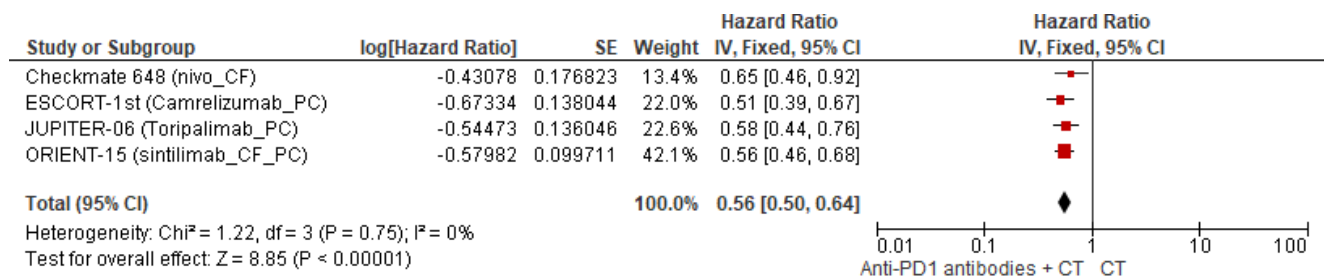 Hazard Ratio Hazard Ratio
Study or Subgroup log[Hazard Ratio] SE Weight IV, Fixed, 95% CI IV, Fixed, 95% CI
Checkmate 648 (nivo_CF) -0.43078 0.176823 13.4% 0.65 [0.46, 0.92]
ESCORT-1st (Camrelizumab_PC) -0.67334 0.138044 22.0% 0.51 [0.39, 0.67]
JUPITER-06 (Toripalimab_PC) -0.54473 0.136046 22.6% 0.58 [0.44, 0.76]
ORIENT-15 (sintilimab_CF_PC) -0.57982 0.099711 42.1% 0.56 [0.46, 0.68]
Total (95% CI) 100.0% 0.56 [0.50, 0.64]
Heterogeneity: Chi² = 1.22, df = 3 (P = 0.75); I² = 0%
Test for overall effect: Z = 8.85 (P < 0.00001)
0.01 0.1 1 10 100
Anti-PD1 antibodies + CT CT